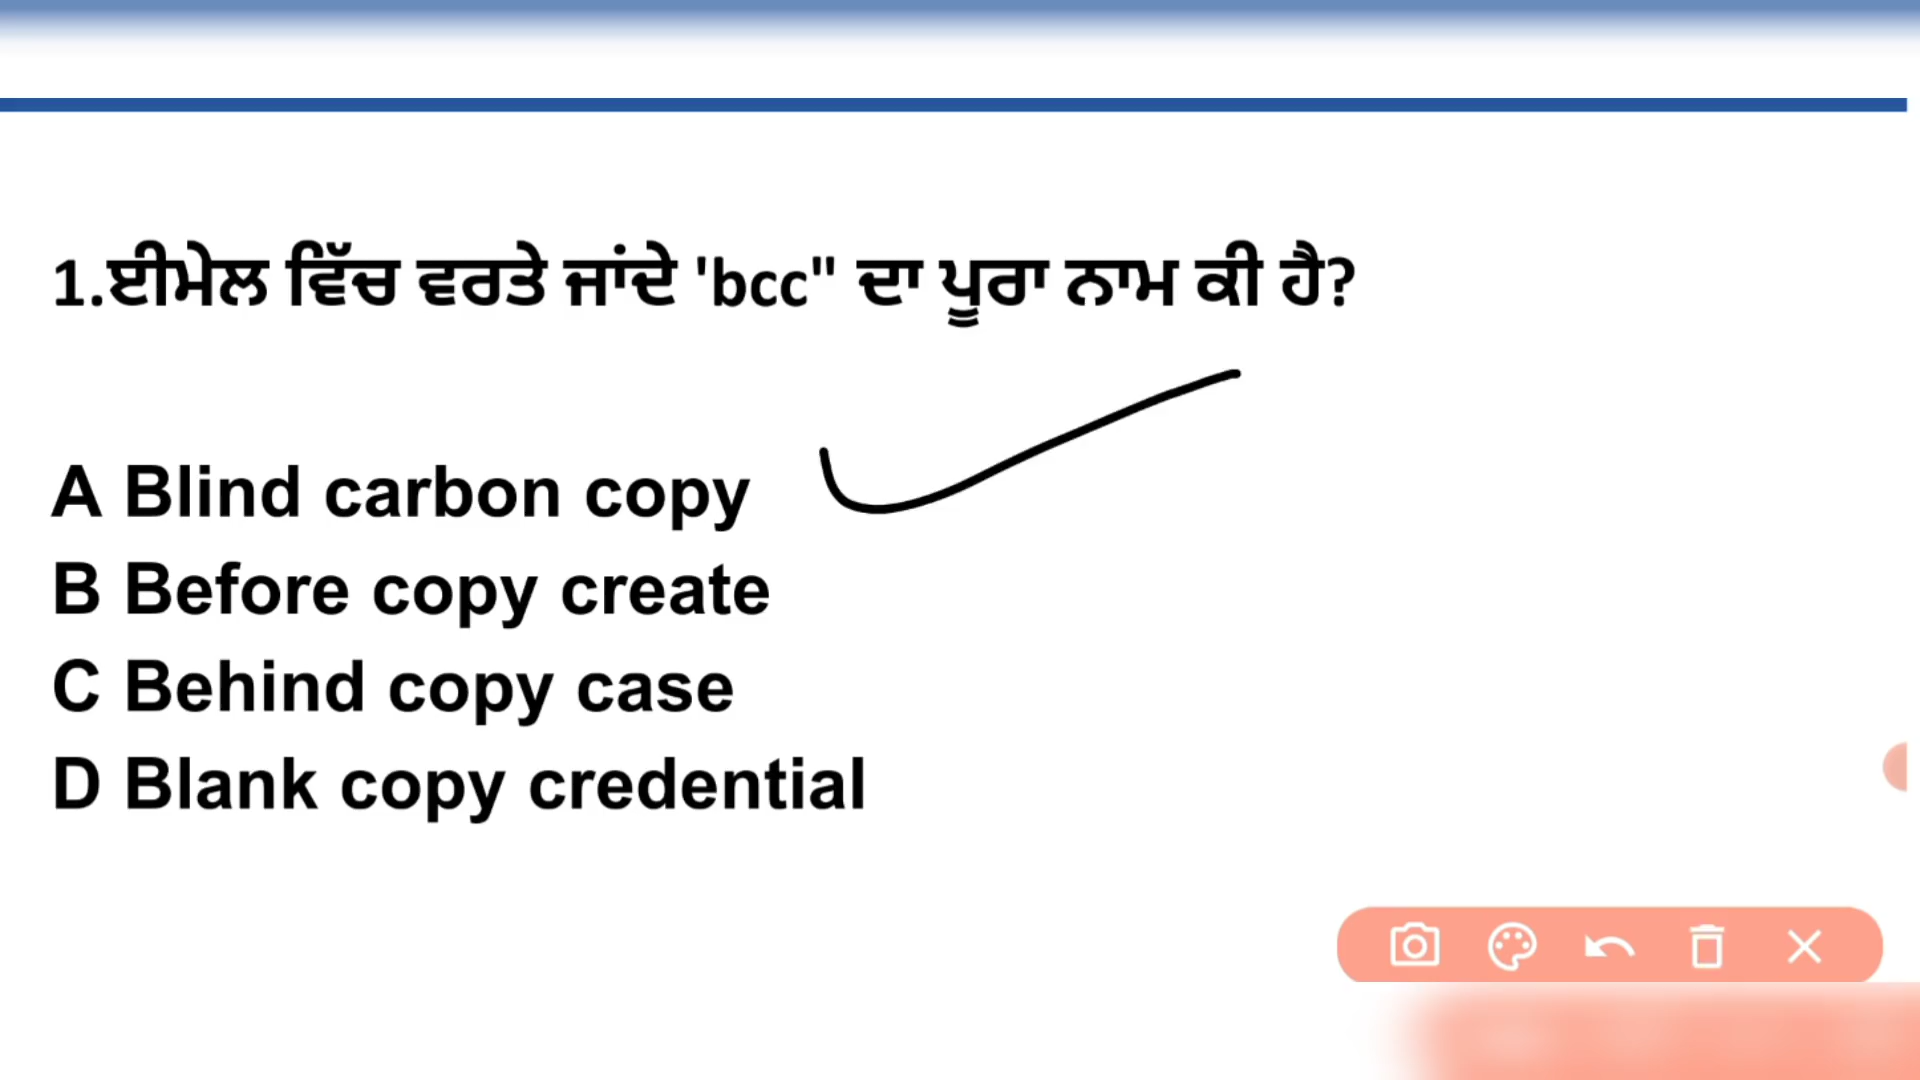 1.ਈਮੇਲ ਵਿੱਚ ਵਰਤੇ ਜਾਂਦੇ 'bcc" ਦਾ ਪੂਰਾ ਨਾਮ ਕੀ ਹੈ?
A Blind carbon copy
B Before copy create
C Behind copy case
D Blank copy credential